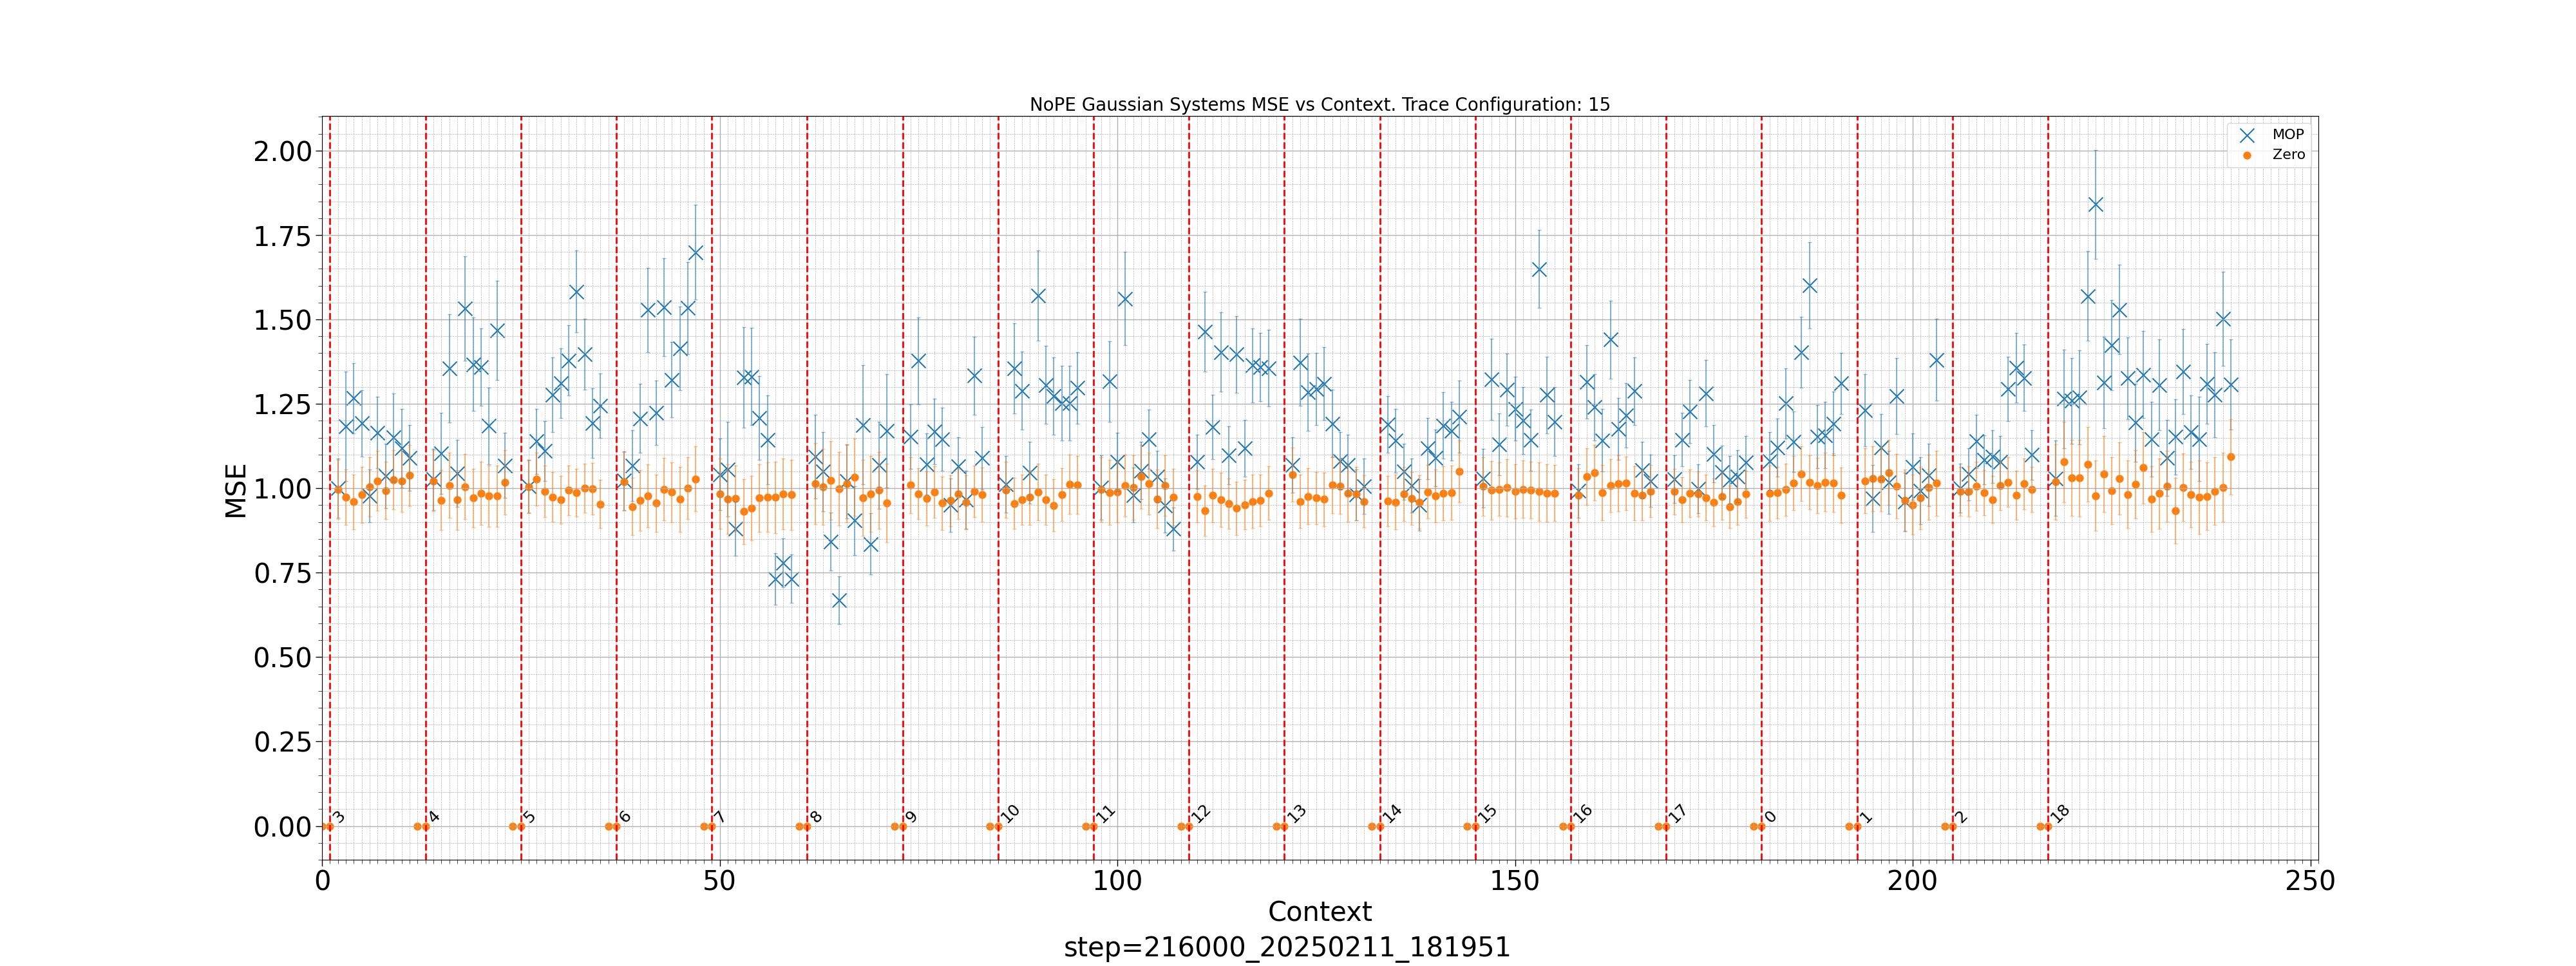 NoPE Gaussian Systems MSE vs Context. Trace Configuration: 15
MOP
Zero
2.00
1.75
1.50
1.25
1.00
0.75
0.50
0.25
0.00
MSE
3 4 5 6 7 8 9 10 11 12 13 14 15 16 17 0 1 2 18
0 50 100 150 200 250
Context
step=216000_20250211_181951